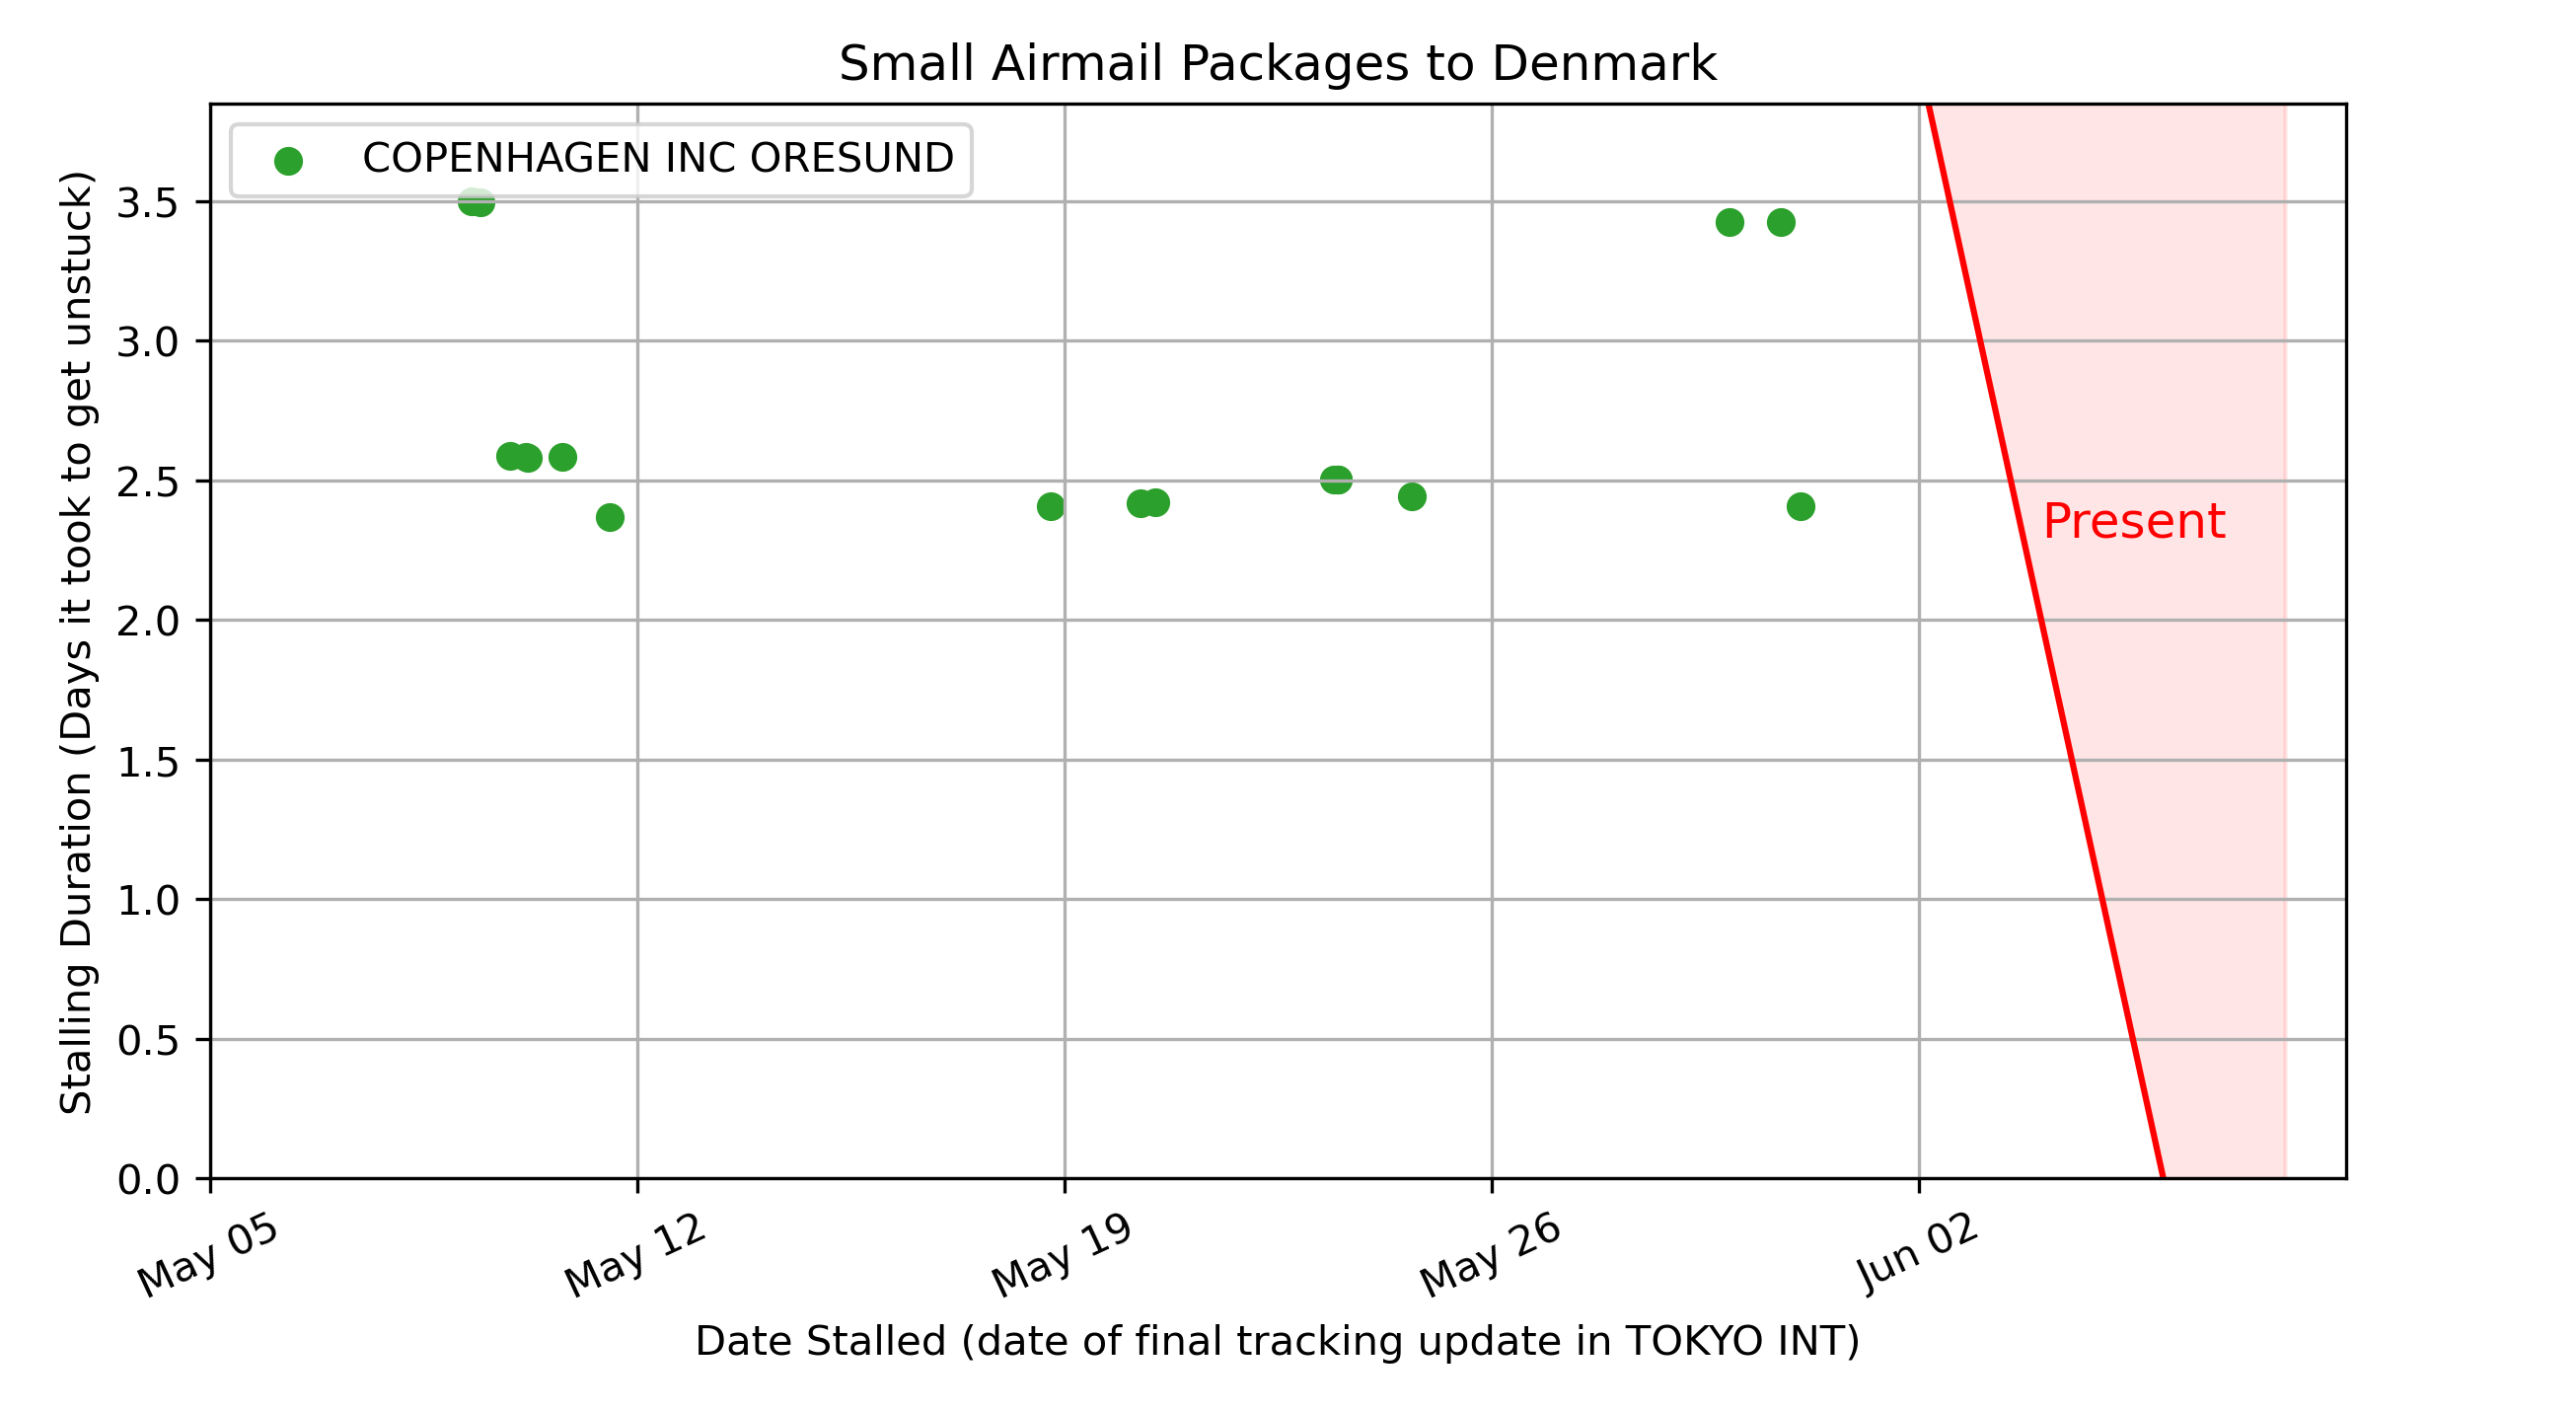 Small Airmail Packages to Denmark
COPENHAGEN INC ORESUND
Stalling Duration (Days it took to get unstuck)
3.5
3.0
2.5
2.0
1.5
1.0
0.5
0.0
Present
May 05
May 12
May 19
May 26
Jun 02
Date Stalled (date of final tracking update in TOKYO INT)